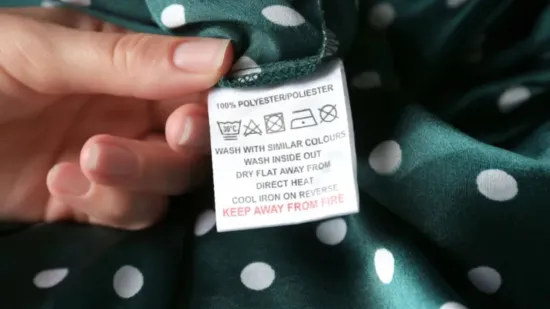 100% POLYESTER/POLIESTER
30°C
WASH WITH SIMILAR COLOURS
WASH INSIDE OUT
DRY FLAT AWAY FROM
DIRECT HEAT
COOL IRON ON REVERSE
KEEP AWAY FROM FIRE